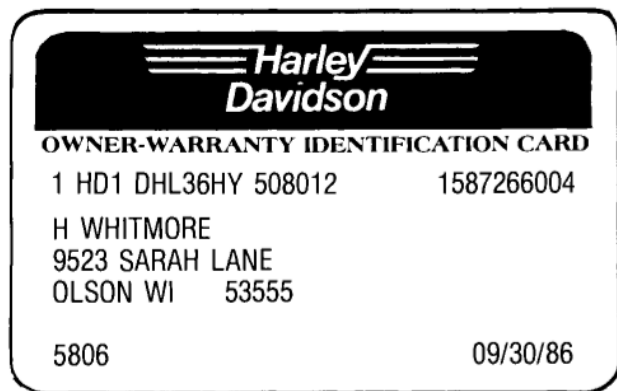 Harley
Davidson
OWNER-WARRANTY IDENTIFICATION CARD
1 HD1 DHL36HY 508012 1587266004
H WHITMORE
9523 SARAH LANE
OLSON WI 53555
5806 09/30/86